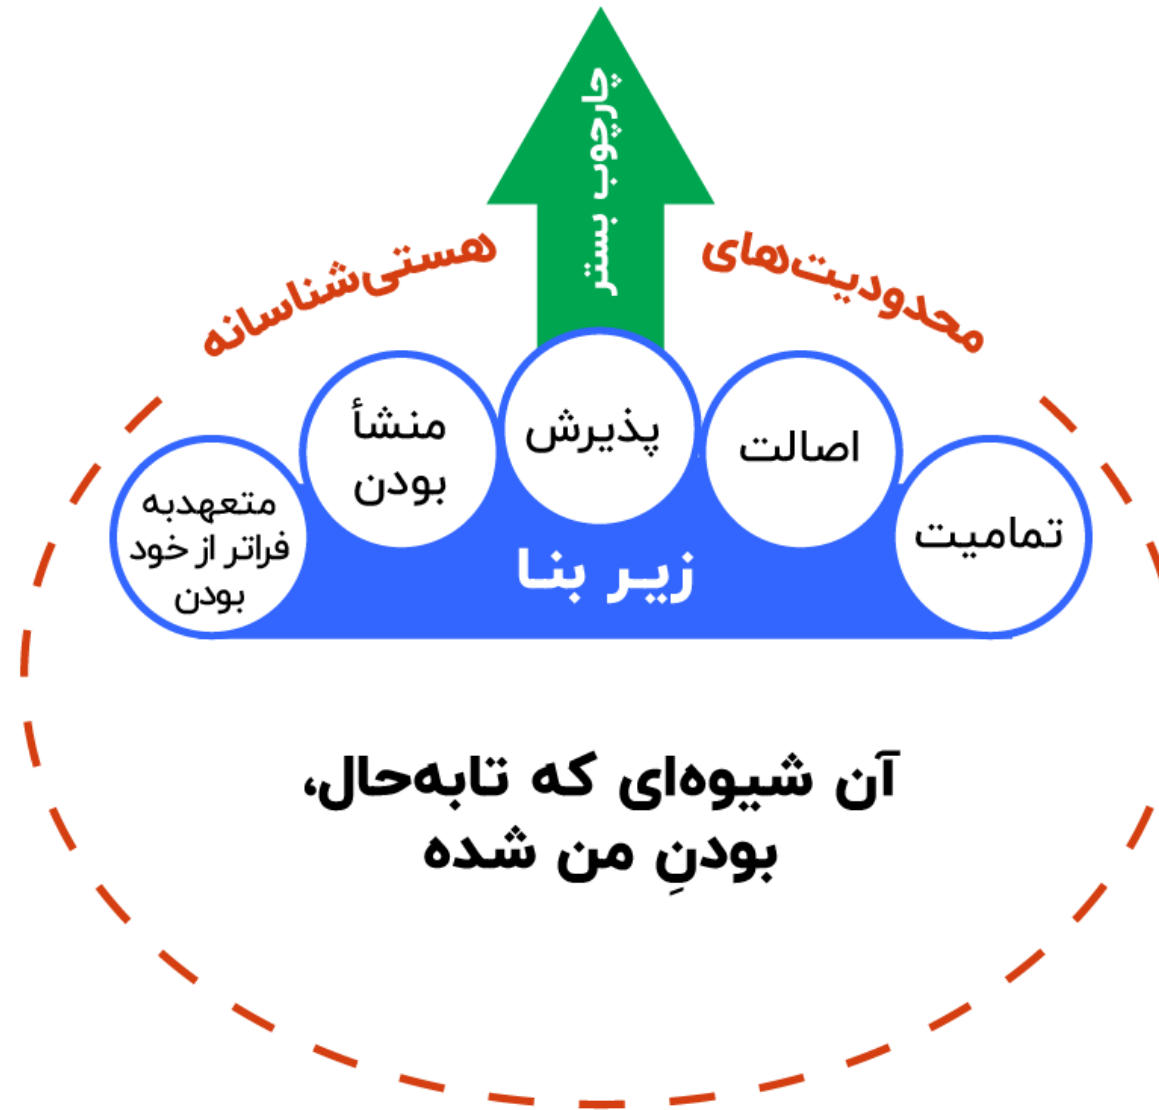 چارچوب بستر
محدودیت‌های هستی‌شناسانه
تمامیت
اصالت
پذیرش
منشأ
بودن
متعهدبه
فراتر از خود
بودن
زیر بنا
آن شیوه‌ای که تابه‌حال،
بودنِ من شده